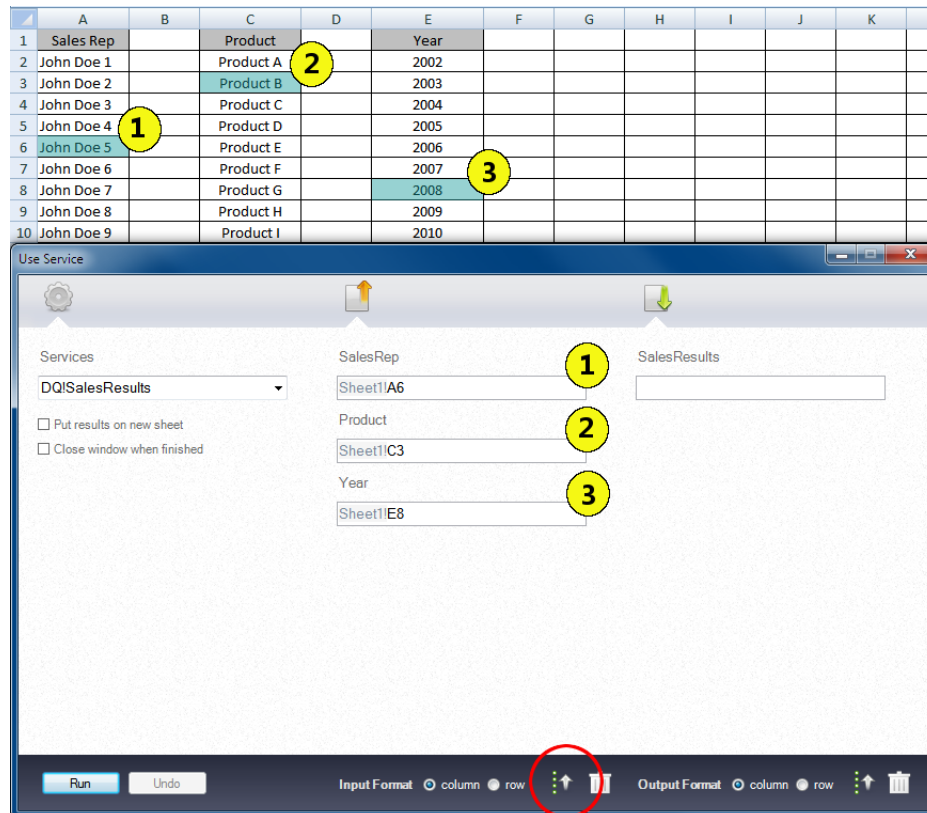 A B C D E F G H I J K
1 Sales Rep Product Year
2 John Doe 1 Product A 2 2002
3 John Doe 2 Product B 2003
4 John Doe 3 Product C 2004
5 John Doe 4 1 Product D 2005
6 John Doe 5 Product E 2006
7 John Doe 6 Product F 2007 3
8 John Doe 7 Product G 2008
9 John Doe 8 Product H 2009
10 John Doe 9 Product I 2010
Use Service
Services SalesRep 1 SalesResults
DQ!SalesResults Sheet1!A6
Put results on new sheet Product 2
Close window when finished Sheet1!C3
Year 3
Sheet1!E8
Run Undo Input Format column row Output Format column row